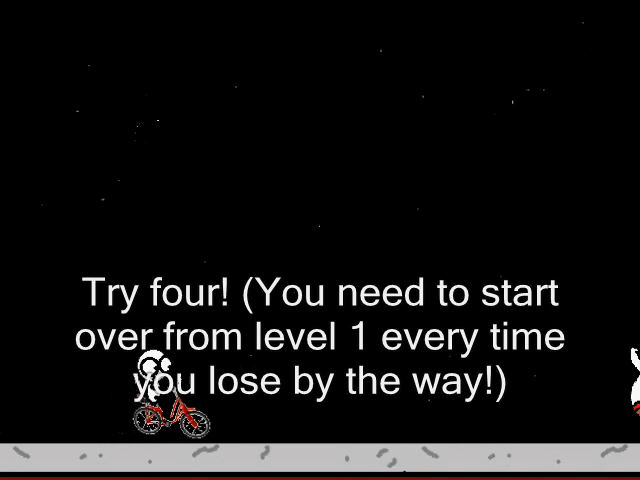 Try four! (You need to start
over from level 1 every time
you lose by the way!)